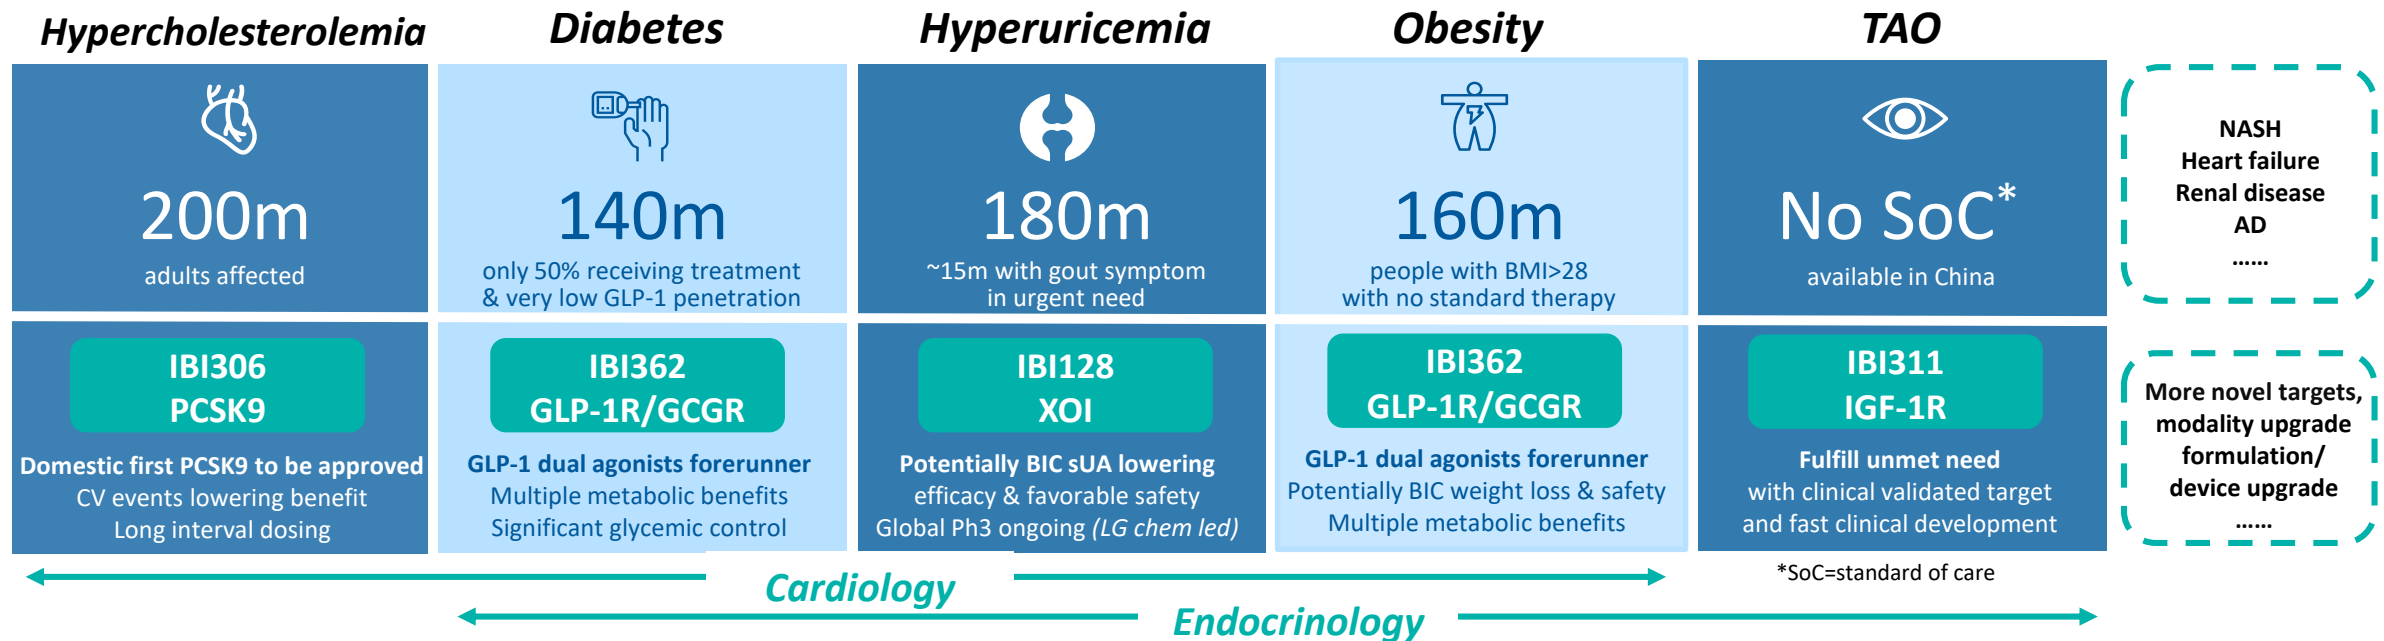 Hypercholesterolemia
200m
adults affected
IBI306
PCSK9
Domestic first PCSK9 to be approved
CV events lowering benefit
Long interval dosing
Diabetes
140m
only 50% receiving treatment
& very low GLP-1 penetration
IBI362
GLP-1R/GCGR
GLP-1 dual agonists forerunner
Multiple metabolic benefits
Significant glycemic control
Hyperuricemia
180m
~15m with gout symptom
in urgent need
IBI128
XOI
Potentially BIC sUA lowering
efficacy & favorable safety
Global Ph3 ongoing (LG chem led)
Obesity
160m
people with BMI>28
with no standard therapy
IBI362
GLP-1R/GCGR
GLP-1 dual agonists forerunner
Potentially BIC weight loss & safety
Multiple metabolic benefits
TAO
No SoC*
available in China
IBI311
IGF-1R
Fulfill unmet need
with clinical validated target
and fast clinical development
NASH
Heart failure
Renal disease
AD
……
More novel targets,
modality upgrade
formulation/
device upgrade
……
*SoC=standard of care
Cardiology
Endocrinology